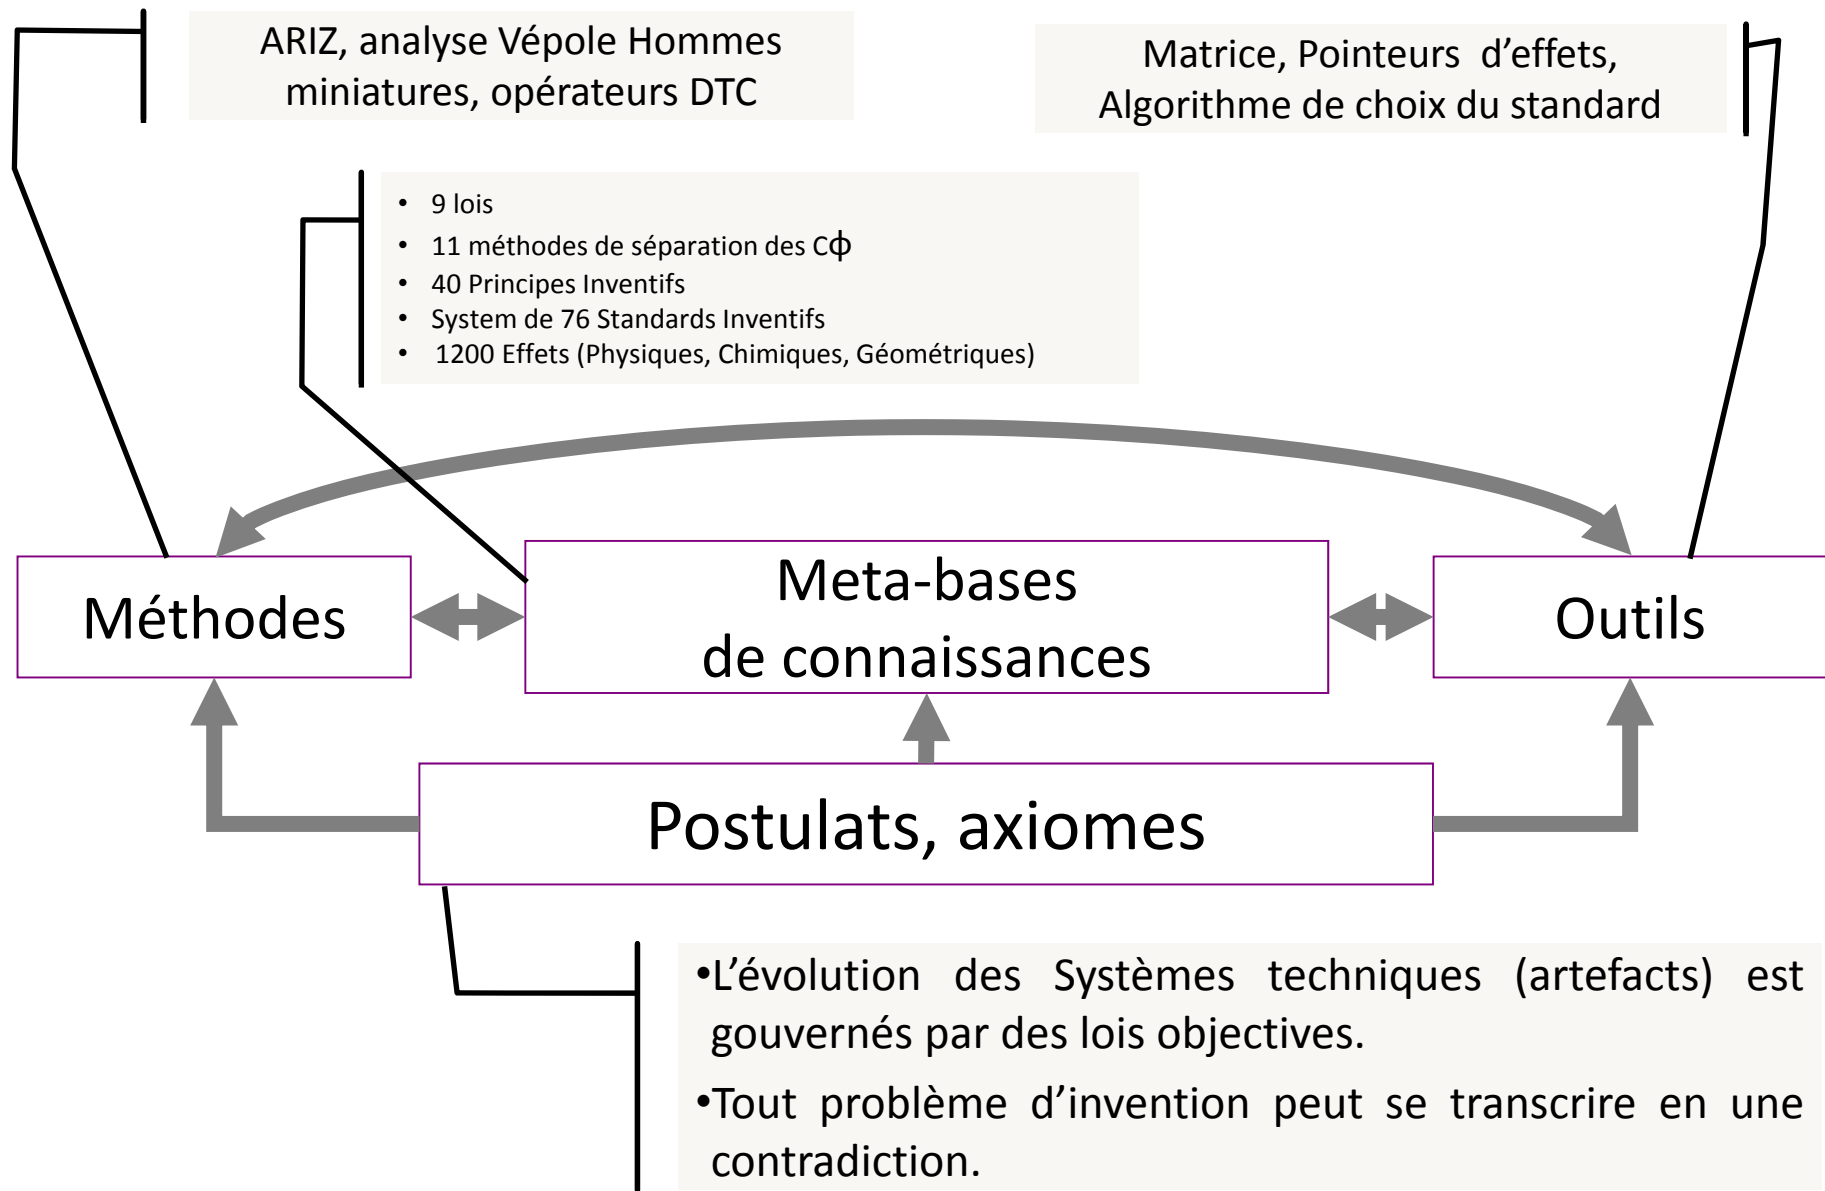 ARIZ, analyse Vépole Hommes
miniatures, opérateurs DTC
Matrice, Pointeurs d’effets,
Algorithme de choix du standard
• 9 lois
• 11 méthodes de séparation des Cϕ
• 40 Principes Inventifs
• System de 76 Standards Inventifs
• 1200 Effets (Physiques, Chimiques, Géométriques)
Méthodes
Meta-bases
de connaissances
Outils
Postulats, axiomes
•L’évolution des Systèmes techniques (artefacts) est
gouvernés par des lois objectives.
•Tout problème d’invention peut se transcrire en une
contradiction.